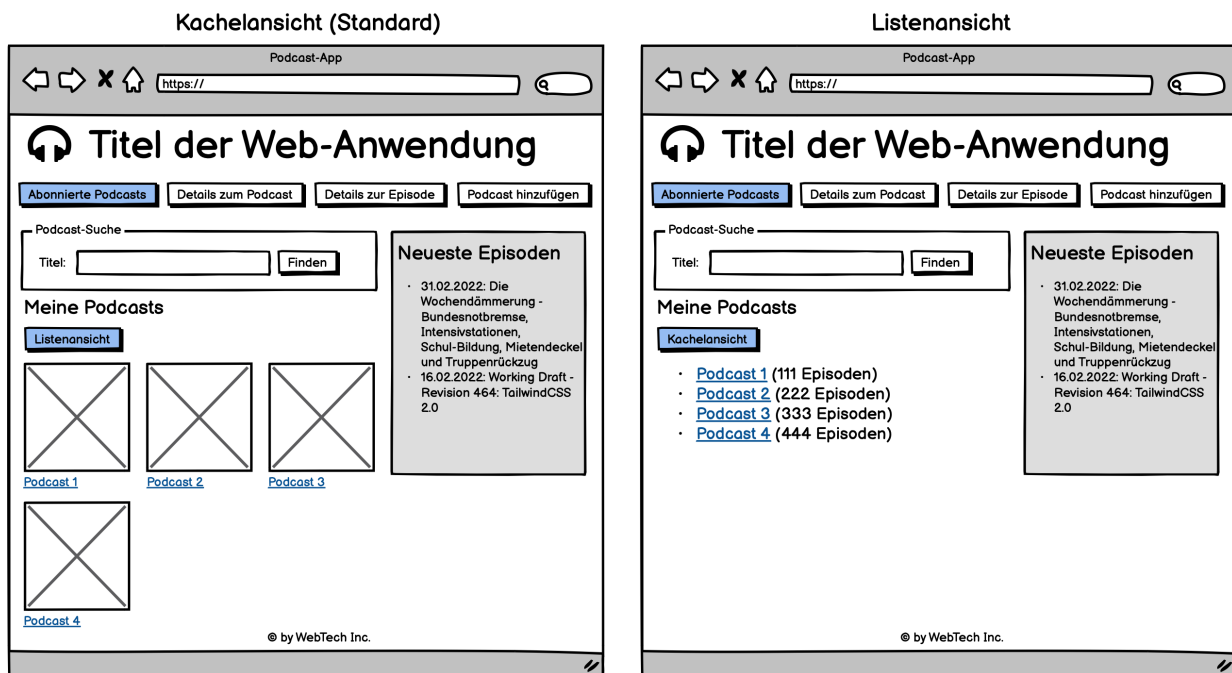 Kachelansicht (Standard)
Podcast-App
https://
Titel der Web-Anwendung
Abonnierte Podcasts
Details zum Podcast
Details zur Episode
Podcast hinzufügen
Podcast-Suche
Titel:
Finden
Meine Podcasts
Listenansicht
Podcast 1
Podcast 2
Podcast 3
Podcast 4
Neueste Episoden
· 31.02.2022: Die
Wochendämmerung -
Bundesnotbremse,
Intensivstationen,
Schul-Bildung, Mietendeckel
und Truppenrückzug
· 16.02.2022: Working Draft -
Revision 464: TailwindCSS
2.0
© by WebTech Inc.
Listenansicht
Podcast-App
https://
Titel der Web-Anwendung
Abonnierte Podcasts
Details zum Podcast
Details zur Episode
Podcast hinzufügen
Podcast-Suche
Titel:
Finden
Meine Podcasts
Kachelansicht
· Podcast 1 (111 Episoden)
· Podcast 2 (222 Episoden)
· Podcast 3 (333 Episoden)
· Podcast 4 (444 Episoden)
Neueste Episoden
· 31.02.2022: Die
Wochendämmerung -
Bundesnotbremse,
Intensivstationen,
Schul-Bildung, Mietendeckel
und Truppenrückzug
· 16.02.2022: Working Draft -
Revision 464: TailwindCSS
2.0
© by WebTech Inc.